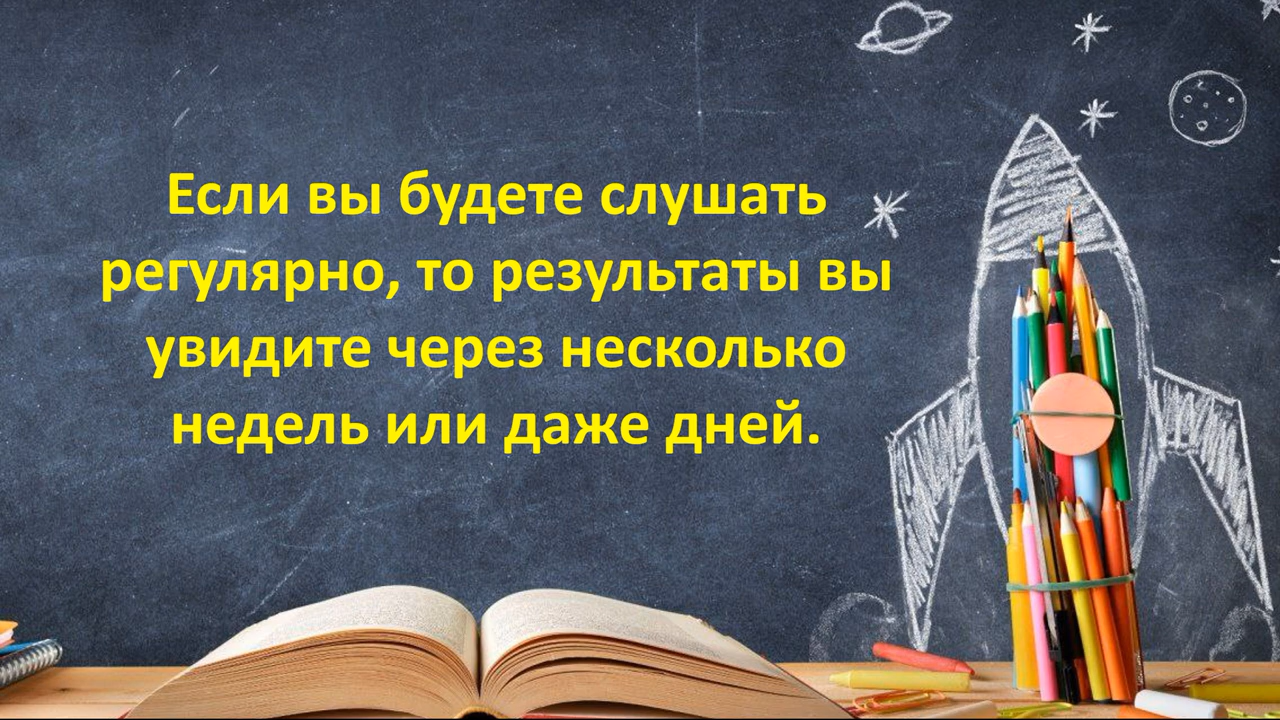 Если вы будете слушать
регулярно, то результаты вы
увидите через несколько
недель или даже дней.